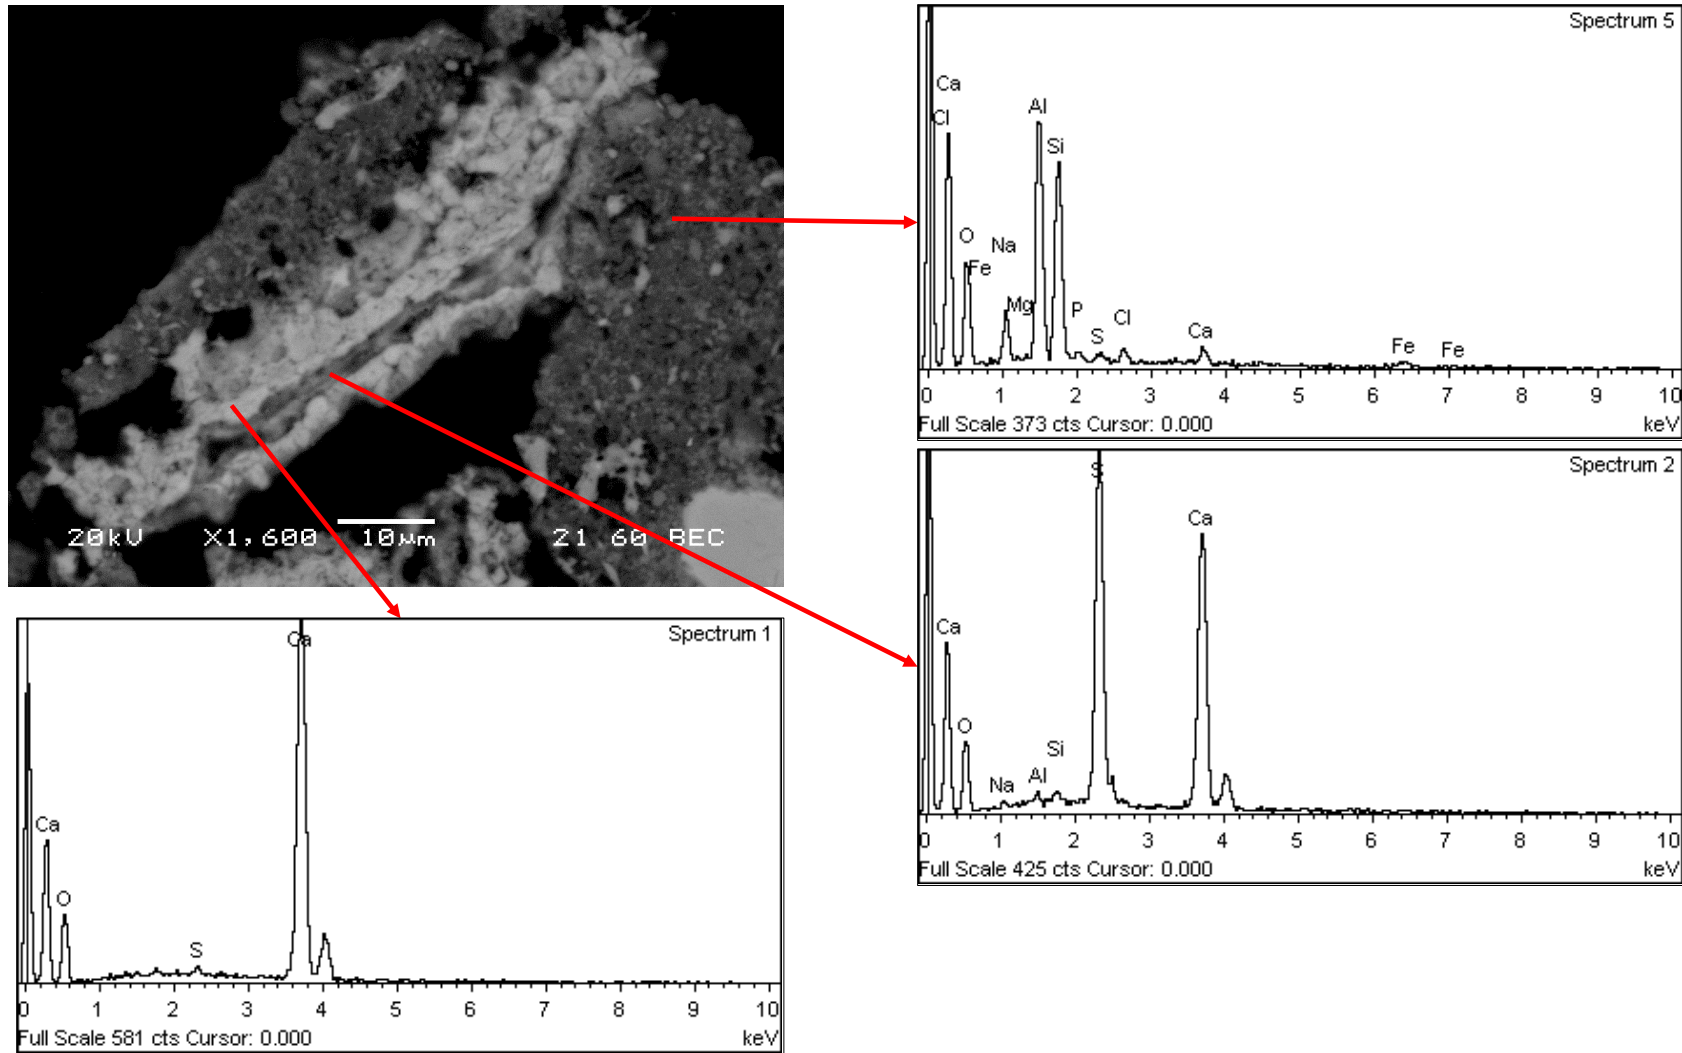 20kV X1,600 10µm 21 60 BEC
Spectrum 5
Ca
Cl
Al
Si
O
Na
Fe
Mg
P
S
Cl
Ca
Fe
Fe
0 1 2 3 4 5 6 7 8 9 10
Full Scale 373 cts Cursor: 0.000 keV
Spectrum 2
S
Ca
Ca
O
Na
Al
Si
0 1 2 3 4 5 6 7 8 9 10
Full Scale 425 cts Cursor: 0.000 keV
Spectrum 1
Ca
Ca
O
S
0 1 2 3 4 5 6 7 8 9 10
Full Scale 581 cts Cursor: 0.000 keV